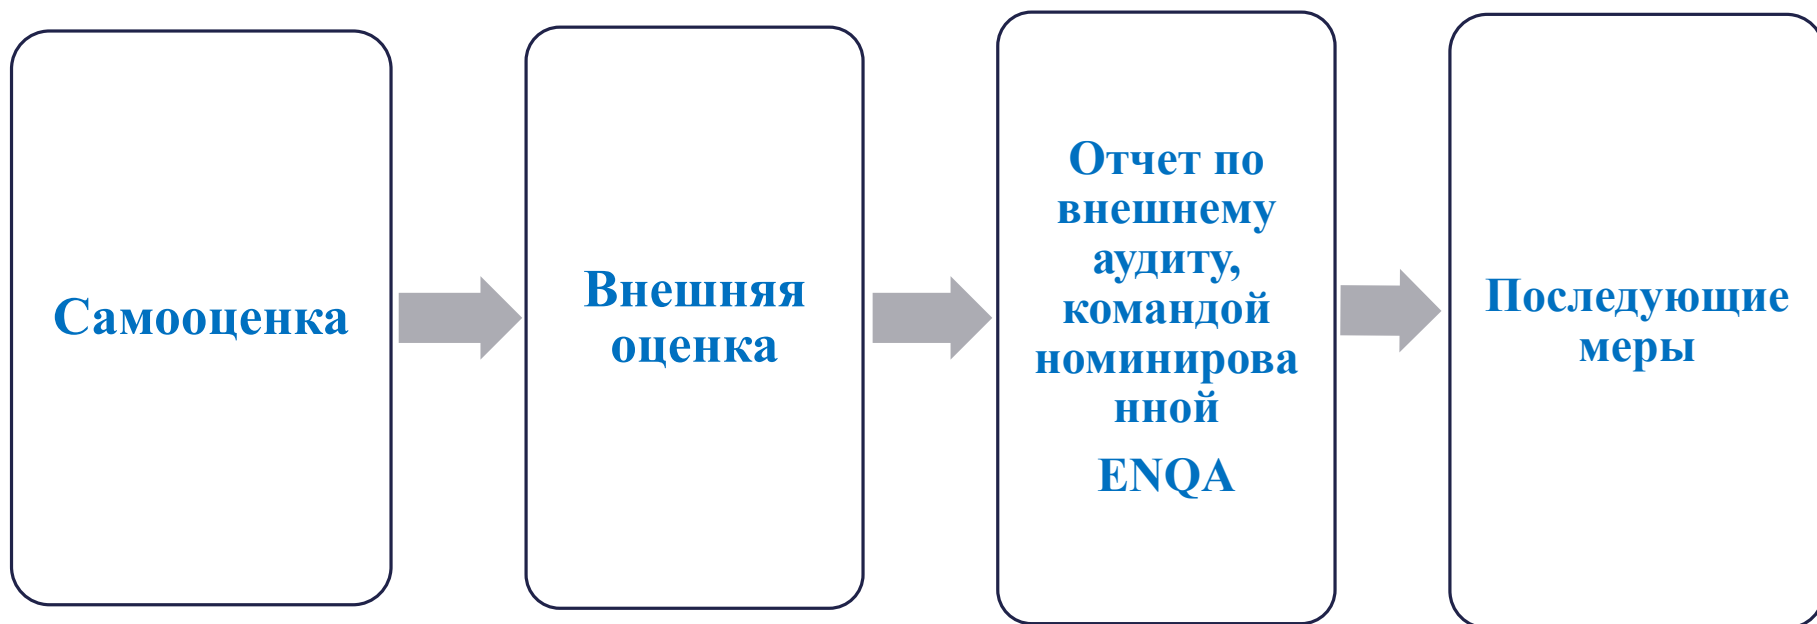 Самооценка
Внешняя
оценка
Отчет по
внешнему
аудиту,
командой
номинирова
нной
ENQA
Последующие
меры